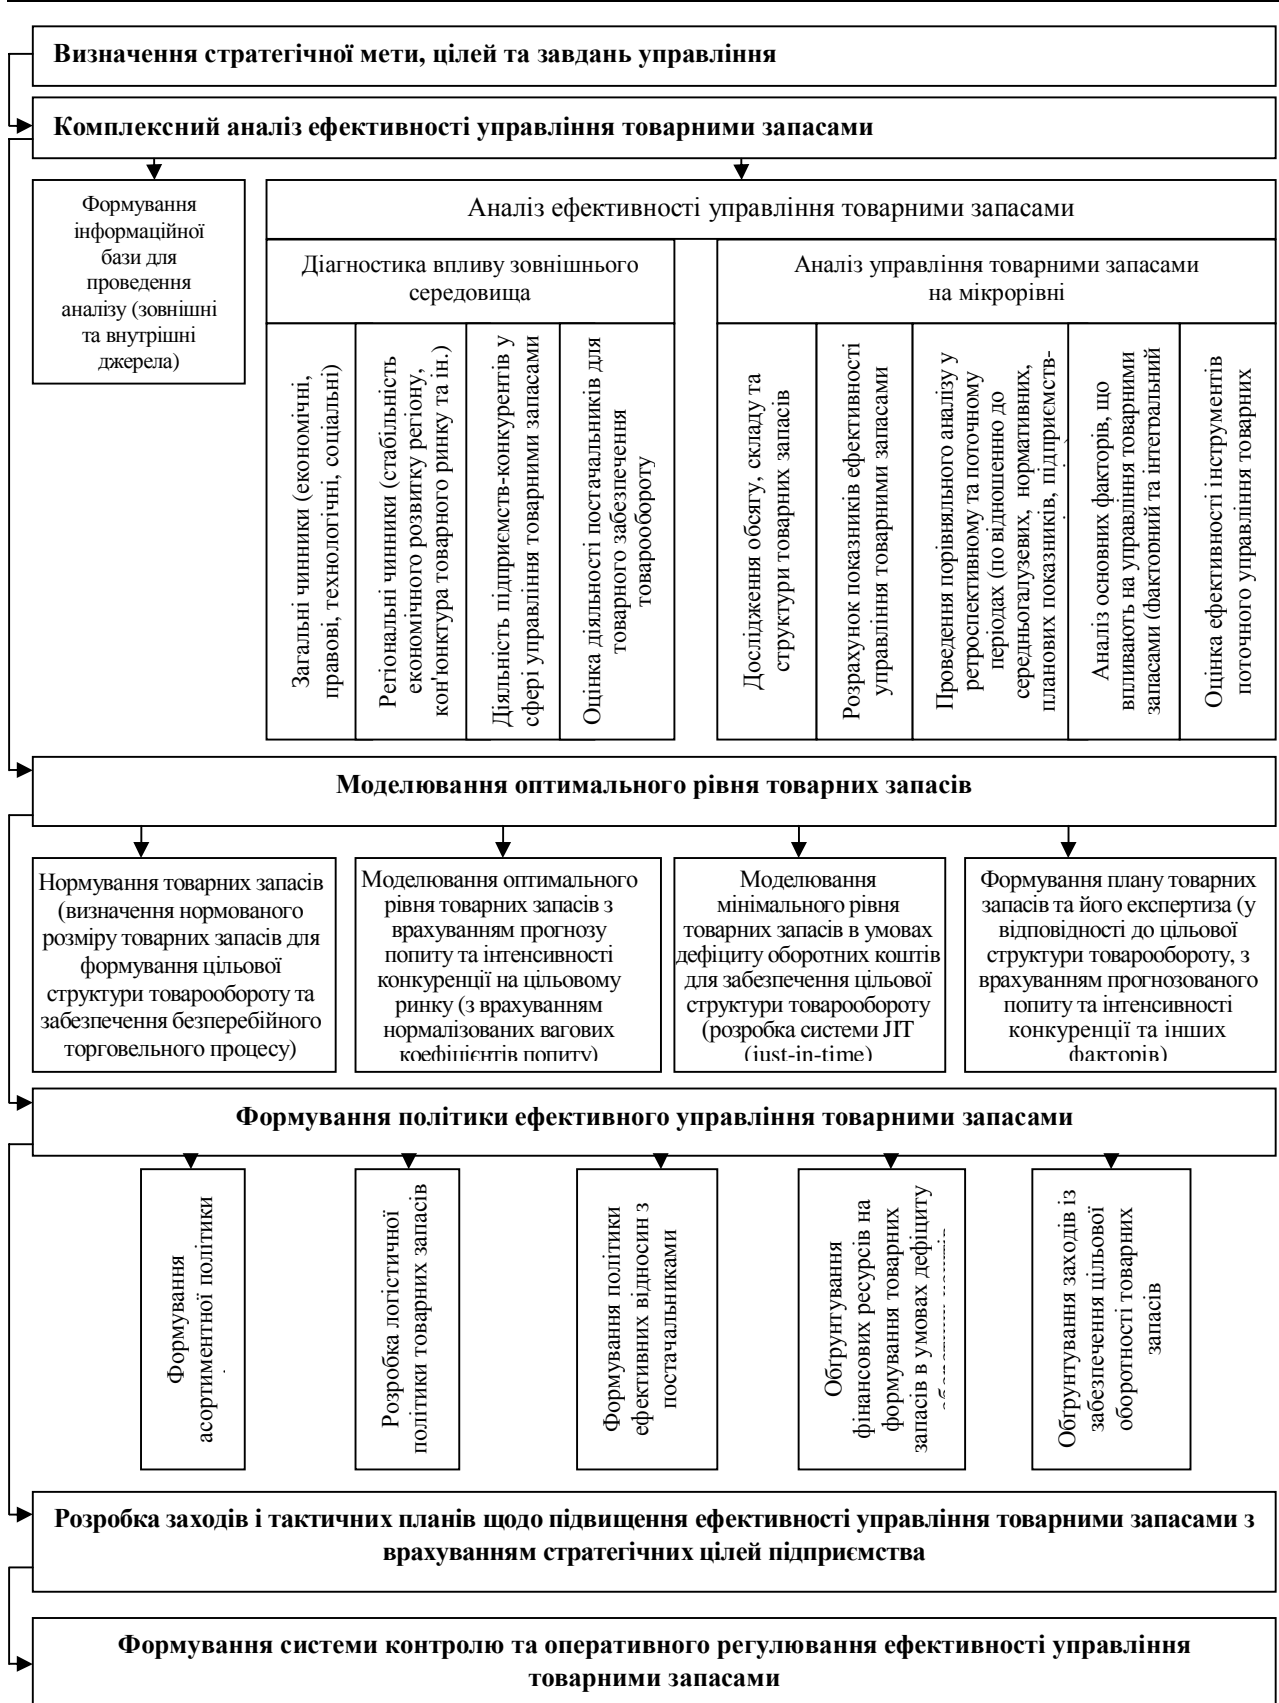 Визначення стратегічної мети, цілей та завдань управління
Комплексний аналіз ефективності управління товарними запасами
Формування
інформаційної
бази для
проведення
аналізу (зовнішні
та внутрішні
джерела)
Аналіз ефективності управління товарними запасами
Діагностика впливу зовнішнього
середовища
Аналіз управління товарними запасами
на мікрорівні
Загальні чинники (економічні,
правові, технологічні, соціальні)
Регіональні чинники (стабільність
економічного розвитку регіону,
кон'юнктура товарного ринку та ін.)
Діяльність підприємств-конкурентів у
сфері управління товарними запасами
Оцінка діяльності постачальників для
товарного забезпечення
товарообороту
Дослідження обсягу, складу та
структури товарних запасів
Розрахунок показників ефективності
управління товарними запасами
Проведення порівняльного аналізу у
ретроспективному та поточному
періодах (по відношенню до
середньогалузевих, нормативних,
планових показників, підприємств-
Аналіз основних факторів, що
впливають на управління товарними
запасами (факторний та інтегральний
Оцінка ефективності інструментів
поточного управління товарних
Моделювання оптимального рівня товарних запасів
Нормування товарних запасів
(визначення нормованого
розміру товарних запасів для
формування цільової
структури товарообороту та
забезпечення безперебійного
торговельного процесу)
Моделювання оптимального
рівня товарних запасів з
врахуванням прогнозу
попиту та інтенсивності
конкуренції на цільовому
ринку (з врахуванням
нормалізованих вагових
коефіцієнтів попиту)
Моделювання
мінімального рівня
товарних запасів в умовах
дефіциту оборотних коштів
для забезпечення цільової
структури товарообороту
(розробка системи JIT
(just-in-time)
Формування плану товарних
запасів та його експертиза (у
відповідності до цільової
структури товарообороту, з
врахуванням прогнозованого
попиту та інтенсивності
конкуренції та інших
факторів)
Формування політики ефективного управління товарними запасами
Формування
асортиментної політики
Розробка логістичної
політики товарних запасів
Формування політики
ефективних відносин з
постачальниками
Обґрунтування
фінансових ресурсів на
формування товарних
запасів в умовах дефіциту
Обґрунтування заходів із
забезпечення цільової
оборотності товарних
запасів
Розробка заходів і тактичних планів щодо підвищення ефективності управління товарними запасами з
врахуванням стратегічних цілей підприємства
Формування системи контролю та оперативного регулювання ефективності управління
товарними запасами